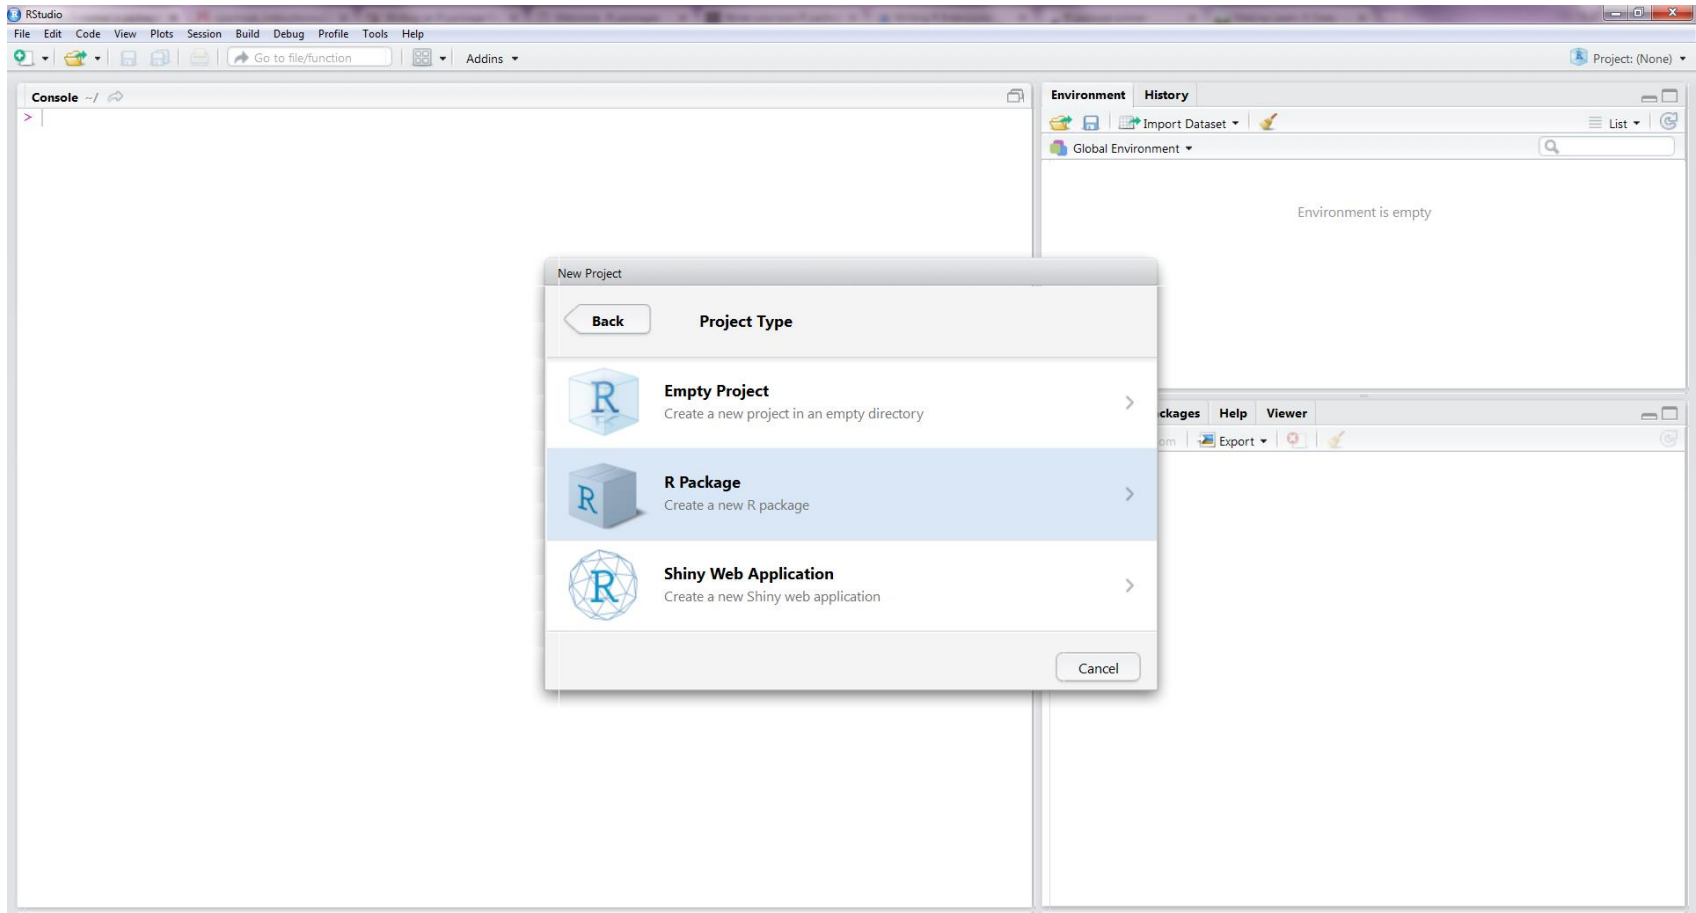 RStudio
File Edit Code View Plots Session Build Debug Profile Tools Help
Go to file/function Addins Project: (None)
Console ~/
>
Environment History
Import Dataset List
Global Environment
Environment is empty
New Project
Back Project Type
Empty Project
Create a new project in an empty directory
R Package
Create a new R package
Shiny Web Application
Create a new Shiny web application
Cancel
ckages Help Viewer
om Export